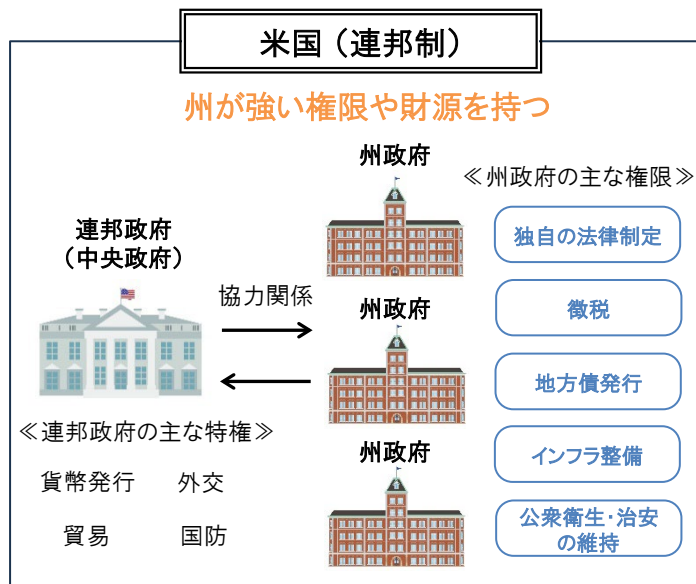 米国（連邦制）
州が強い権限や財源を持つ
連邦政府
（中央政府）
協力関係
≪連邦政府の主な特権≫
貨幣発行
外交
貿易
国防
州政府
州政府
州政府
≪州政府の主な権限≫
独自の法律制定
徴税
地方債発行
インフラ整備
公衆衛生・治安
の維持